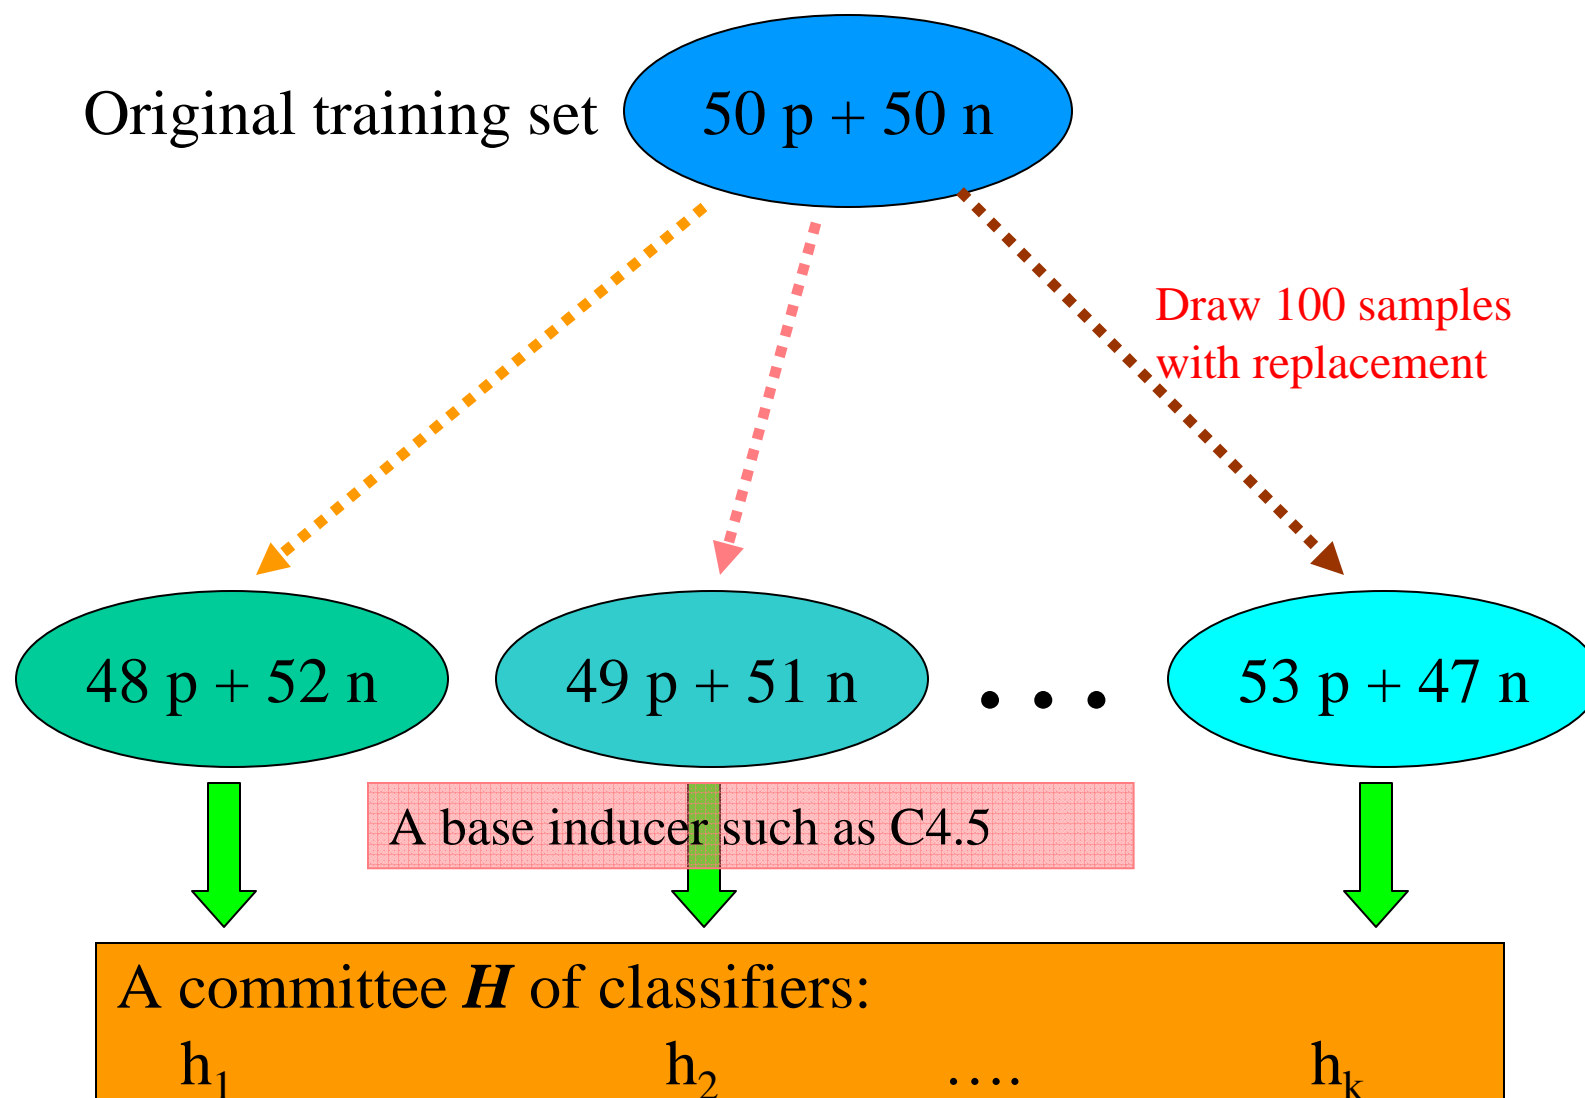 Original training set
50 p + 50 n
Draw 100 samples
with replacement
48 p + 52 n
49 p + 51 n
• • •
53 p + 47 n
A base inducer such as C4.5
A committee H of classifiers:
h₁ h₂ …. hₖ